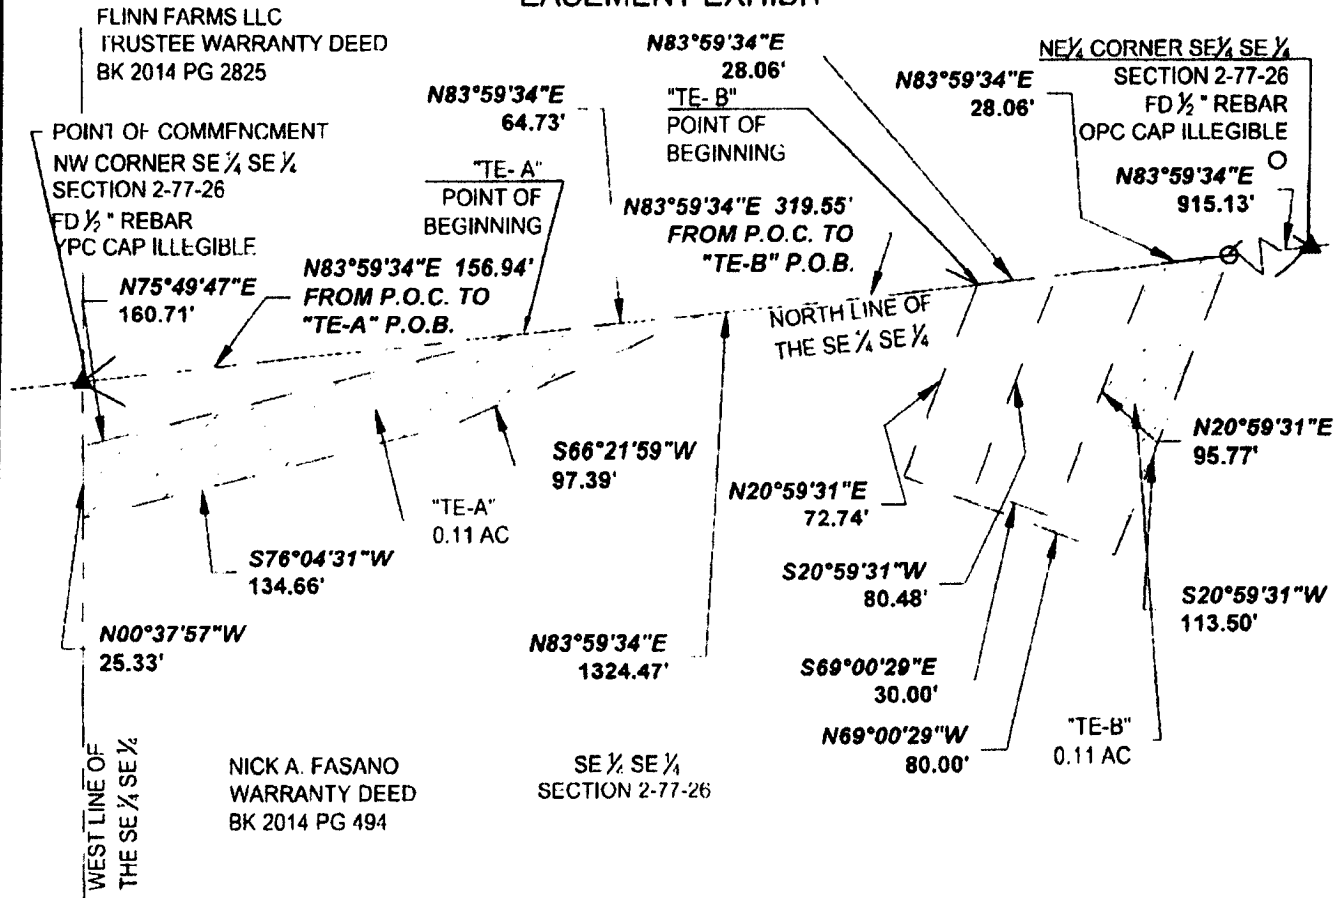 EASEMENT EXHIBIT
FLINN FARMS LLC
TRUSTEE WARRANTY DEED
BK 2014 PG 2825
POINT OF COMMENCMENT
NW CORNER SE ¼ SE ¼
SECTION 2-77-26
FD ½ " REBAR
YPC CAP ILLEGIBLE
N75°49'47"E
160.71'
N83°59'34"E
64.73'
"TE- A"
POINT OF
BEGINNING
N83°59'34"E 156.94'
FROM P.O.C. TO
"TE-A" P.O.B.
N83°59'34"E
28.06'
"TE- B"
POINT OF
BEGINNING
N83°59'34"E 319.55'
FROM P.O.C. TO
"TE-B" P.O.B.
N83°59'34"E
28.06'
NE¼ CORNER SE¼ SE ¼
SECTION 2-77-26
FD ½ " REBAR
OPC CAP ILLEGIBLE
N83°59'34"E
915.13'
NORTH LINE OF
THE SE ¼ SE ¼
S66°21'59"W
97.39'
"TE-A"
0.11 AC
S76°04'31"W
134.66'
N00°37'57"W
25.33'
N83°59'34"E
1324.47'
N20°59'31"E
72.74'
S20°59'31"W
80.48'
S69°00'29"E
30.00'
N69°00'29"W
80.00'
N20°59'31"E
95.77'
S20°59'31"W
113.50'
"TE-B"
0.11 AC
WEST LINE OF
THE SE ¼ SE ¼
NICK A. FASANO
WARRANTY DEED
BK 2014 PG 494
SE ¼ SE ¼
SECTION 2-77-26